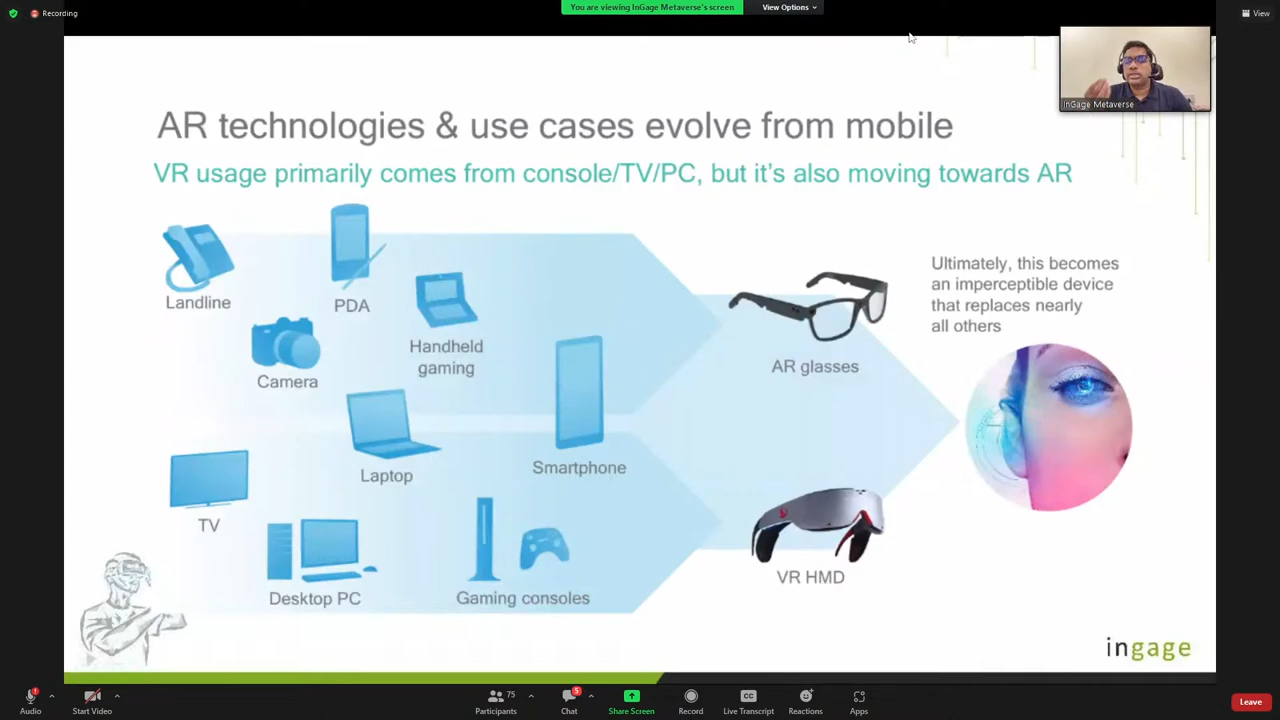 Recording
You are viewing InGage Metaverse's screen
View Options
View
InGage Metaverse
AR technologies & use cases evolve from mobile
VR usage primarily comes from console/TV/PC, but it's also moving towards AR
Landline
PDA
Camera
Handheld
gaming
Laptop
Smartphone
TV
Desktop PC
Gaming consoles
AR glasses
VR HMD
Ultimately, this becomes
an imperceptible device
that replaces nearly
all others
ingage
Audio
Start Video
Participants
75
Chat
5
Share Screen
Record
CC
Live Transcript
Reactions
Apps
Leave